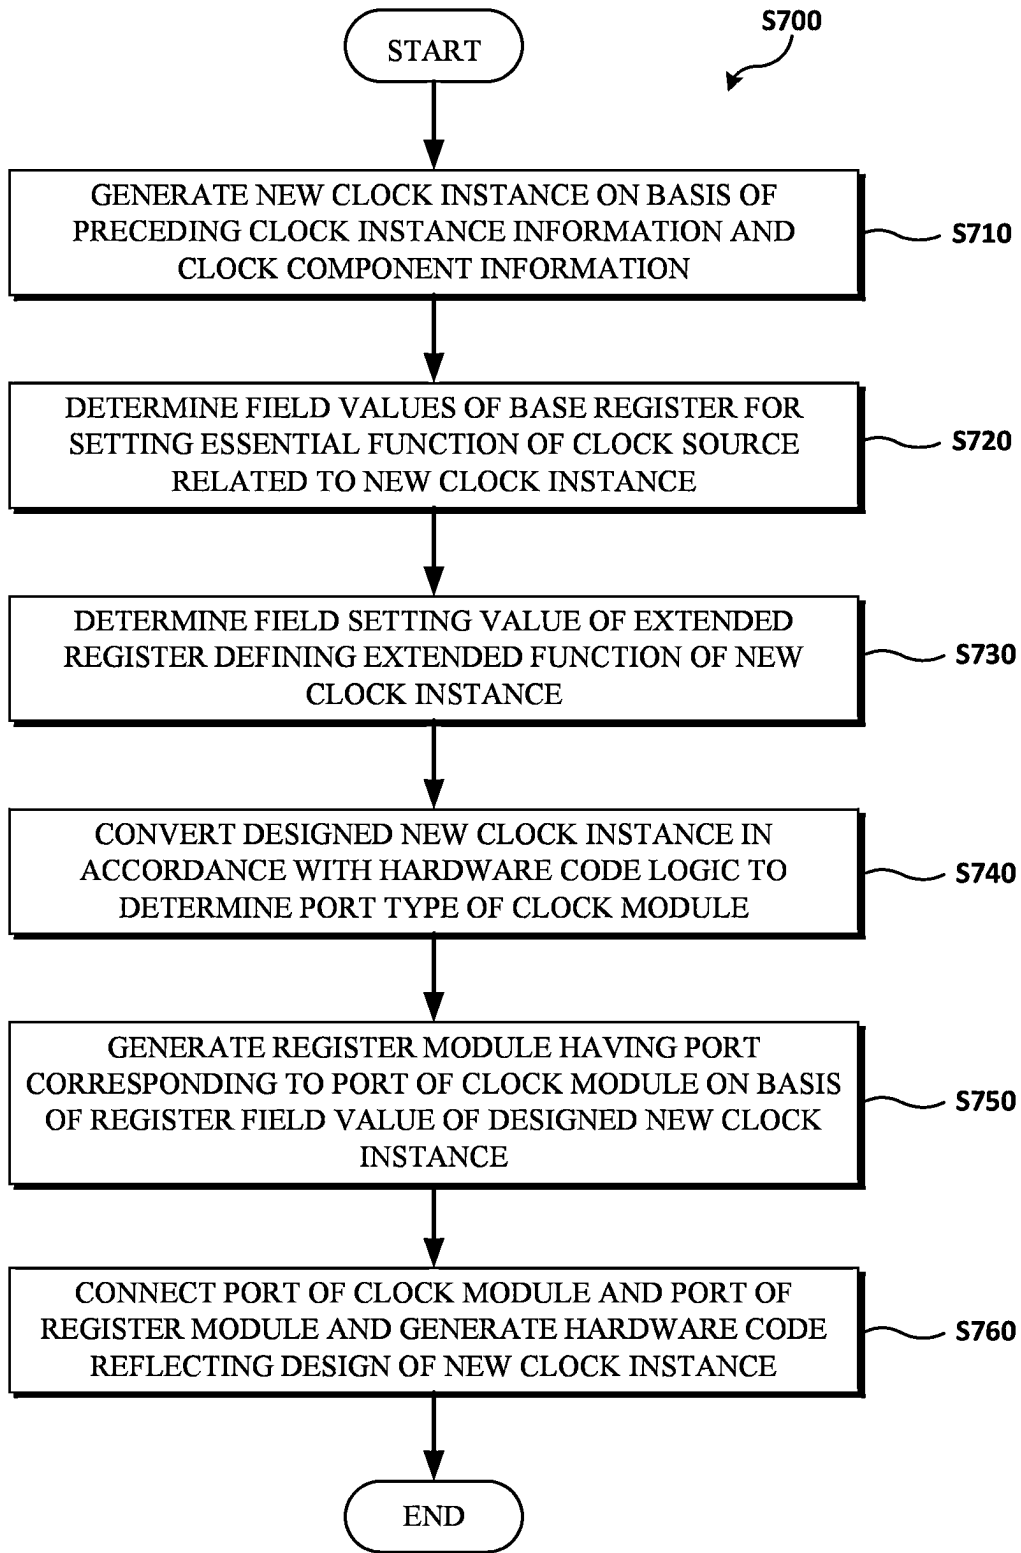 S700
START
GENERATE NEW CLOCK INSTANCE ON BASIS OF
PRECEDING CLOCK INSTANCE INFORMATION AND
CLOCK COMPONENT INFORMATION
S710
DETERMINE FIELD VALUES OF BASE REGISTER FOR
SETTING ESSENTIAL FUNCTION OF CLOCK SOURCE
RELATED TO NEW CLOCK INSTANCE
S720
DETERMINE FIELD SETTING VALUE OF EXTENDED
REGISTER DEFINING EXTENDED FUNCTION OF NEW
CLOCK INSTANCE
S730
CONVERT DESIGNED NEW CLOCK INSTANCE IN
ACCORDANCE WITH HARDWARE CODE LOGIC TO
DETERMINE PORT TYPE OF CLOCK MODULE
S740
GENERATE REGISTER MODULE HAVING PORT
CORRESPONDING TO PORT OF CLOCK MODULE ON BASIS
OF REGISTER FIELD VALUE OF DESIGNED NEW CLOCK
INSTANCE
S750
CONNECT PORT OF CLOCK MODULE AND PORT OF
REGISTER MODULE AND GENERATE HARDWARE CODE
REFLECTING DESIGN OF NEW CLOCK INSTANCE
S760
END